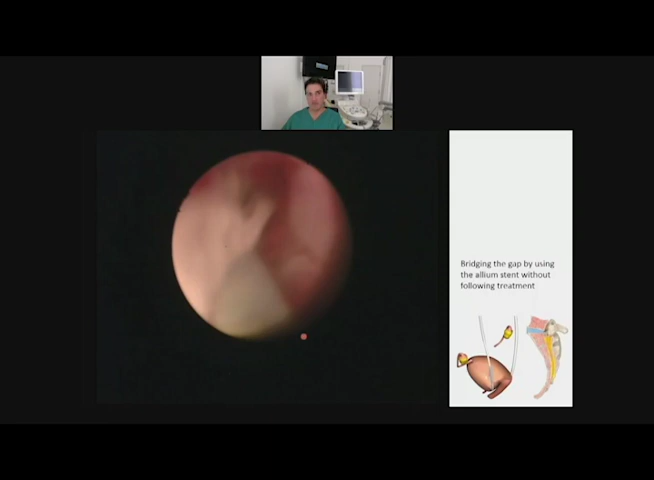 Bridging the gap by using
the allium stent without
following treatment